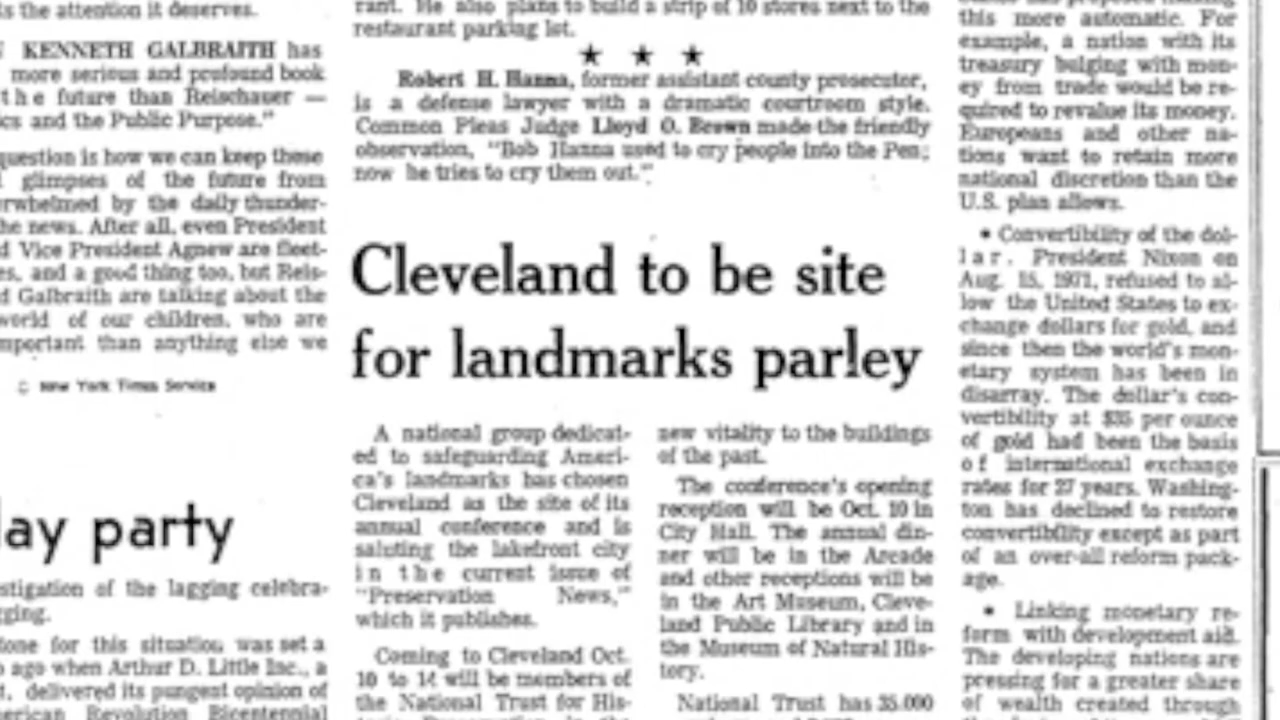 ts the attention it deserves.
KENNETH GALBRAITH has
more serious and profound book
the future than Reischauer —
cs and the Public Purpose."
question is how we can keep these
glimpses of the future from
erwhelmed by the daily thunder-
he news. After all, even President
d Vice President Agnew are fleet-
es, and a good thing too, but Reis-
d Galbraith are talking about the
world of our children, who are
mportant than anything else we
© New York Times Service
lay party
estigation of the lagging celebra-
gging.
tone for this situation was set a
ago when Arthur D. Little Inc., a
t, delivered its pungent opinion of
merican Revolution Bicentennial
rant. He also plans to build a strip of 10 stores next to the
restaurant parking lot.
★ ★ ★
Robert H. Hanna, former assistant county prosecutor,
is a defense lawyer with a dramatic courtroom style.
Common Pleas Judge Lloyd O. Brown made the friendly
observation, "Bob Hanna used to cry people into the Pen;
now he tries to cry them out."
Cleveland to be site
for landmarks parley
A national group dedicat-
ed to safeguarding Ameri-
ca's landmarks has chosen
Cleveland as the site of its
annual conference and is
saluting the lakefront city
in the current issue of
"Preservation News,"
which it publishes.
Coming to Cleveland Oct.
10 to 14 will be members of
the National Trust for His-
new vitality to the buildings
of the past.
The conference's opening
reception will be Oct. 10 in
City Hall. The annual din-
ner will be in the Arcade
and other receptions will be
in the Art Museum, Cleve-
land Public Library and in
the Museum of Natural His-
tory.
National Trust has 35,000
this more automatic. For
example, a nation with its
treasury bulging with mon-
ey from trade would be re-
quired to revalue its money.
Europeans and other na-
tions want to retain more
national discretion than the
U.S. plan allows.
• Convertibility of the dol-
lar. President Nixon on
Aug. 15, 1971, refused to al-
low the United States to ex-
change dollars for gold, and
since then the world's mon-
etary system has been in
disarray. The dollar's con-
vertibility at $35 per ounce
of gold had been the basis
of international exchange
rates for 27 years. Washing-
ton has declined to restore
convertibility except as part
of an over-all reform pack-
age.
• Linking monetary re-
form with development aid.
The developing nations are
pressing for a greater share
of wealth created through